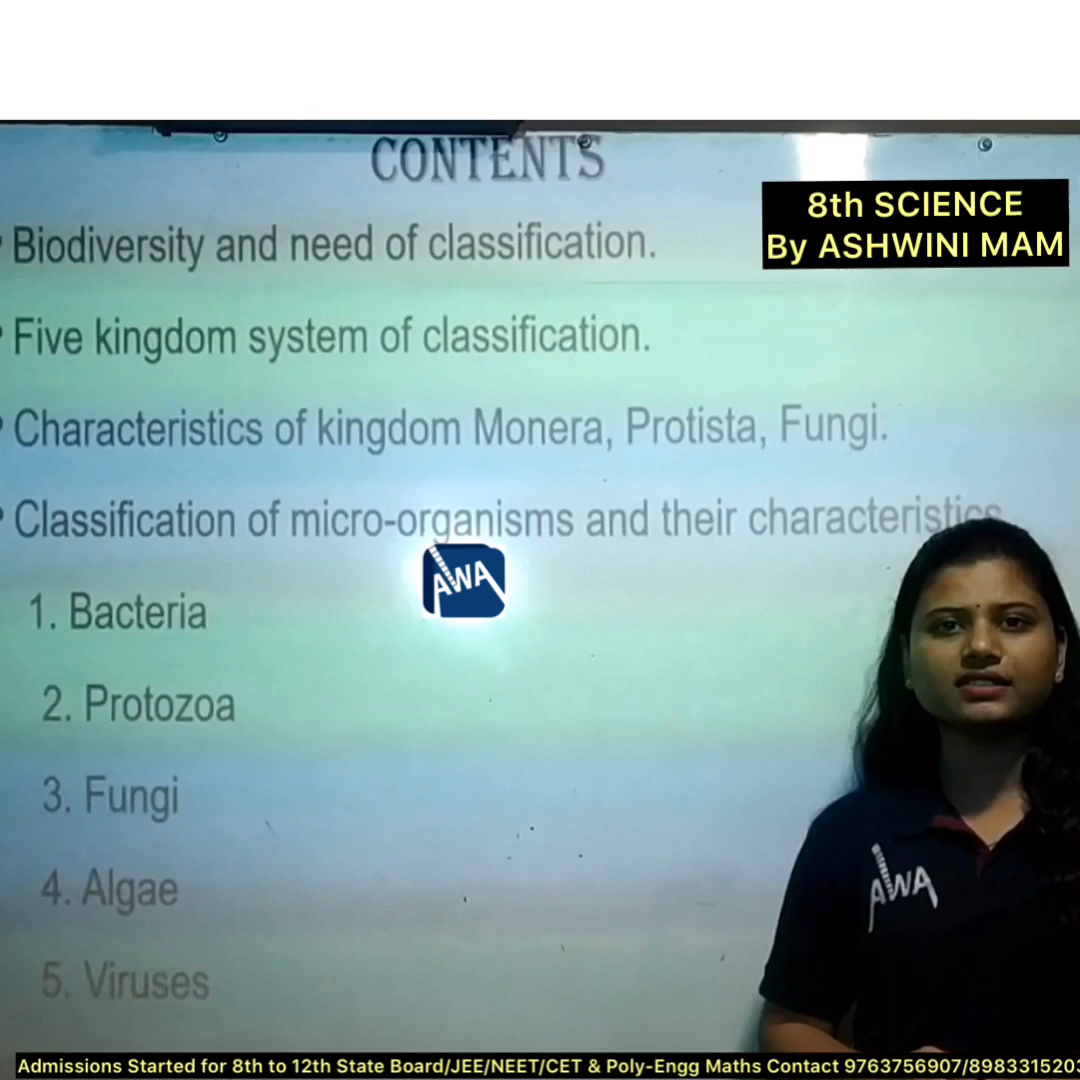 CONTENTS
8th SCIENCE
By ASHWINI MAM
Biodiversity and need of classification.
Five kingdom system of classification.
Characteristics of kingdom Monera, Protista, Fungi.
Classification of micro-organisms and their characteristics
AWA
1. Bacteria
2. Protozoa
3. Fungi
4. Algae
AWA
5. Viruses
Admissions Started for 8th to 12th State Board/JEE/NEET/CET & Poly-Engg Maths Contact 9763756907/898331520